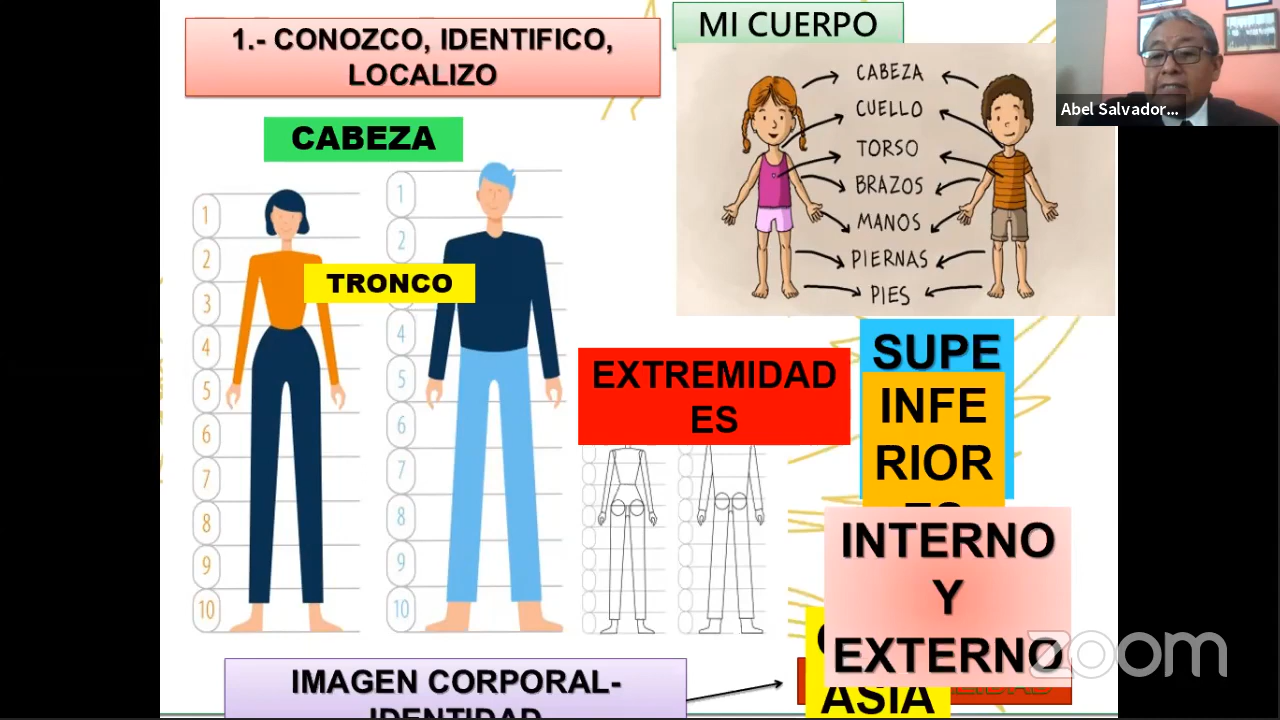 1.- CONOZCO, IDENTIFICO,
LOCALIZO
MI CUERPO
Abel Salvador...
CABEZA
CABEZA
CUELLO
TORSO
BRAZOS
MANOS
PIERNAS
PIES
TRONCO
1
2
3
4
5
6
7
8
9
10
1
2
4
5
6
7
8
9
10
EXTREMIDAD
ES
SUPE
INFE
RIOR
ES
INTERNO
Y
EXTERNO
ASIA
zoom
IMAGEN CORPORAL-
IDENTIDAD